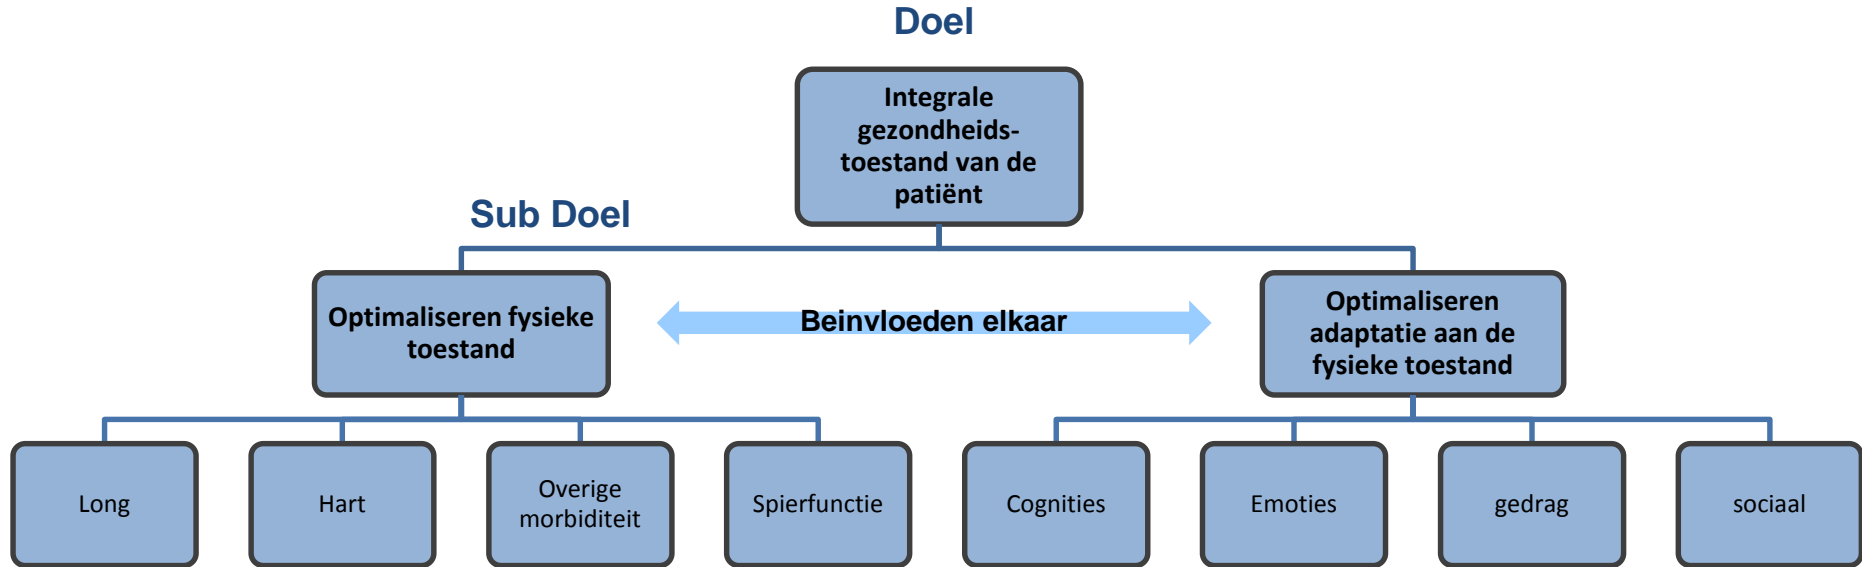 Doel
Integrale
gezondheids-
toestand van de
patiënt
Sub Doel
Optimaliseren fysieke
toestand
Beinvloeden elkaar
Optimaliseren
adaptatie aan de
fysieke toestand
Long
Hart
Overige
morbiditeit
Spierfunctie
Cognities
Emoties
gedrag
sociaal